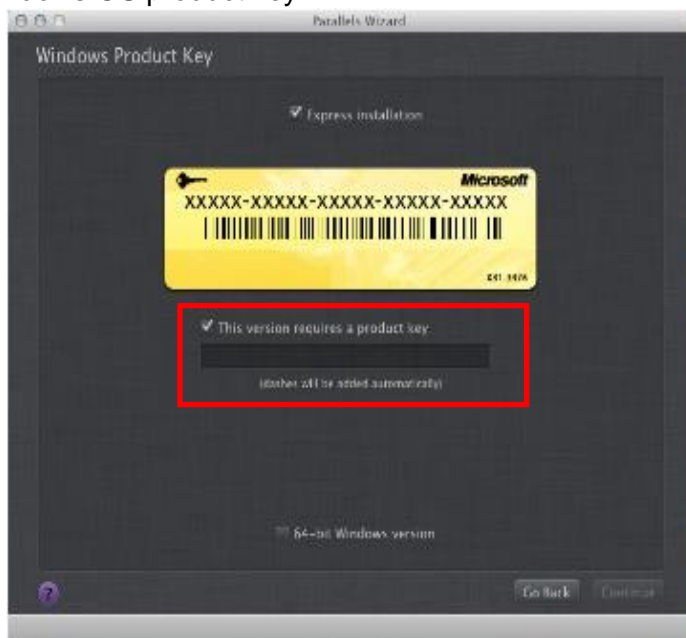 Parallels Wizard
Windows Product Key
Express installation
Microsoft
XXXXX-XXXXX-XXXXX-XXXXX-XXXXX
This version requires a product key
(dashes will be added automatically)
64-bit Windows version
?
Go Back Continue